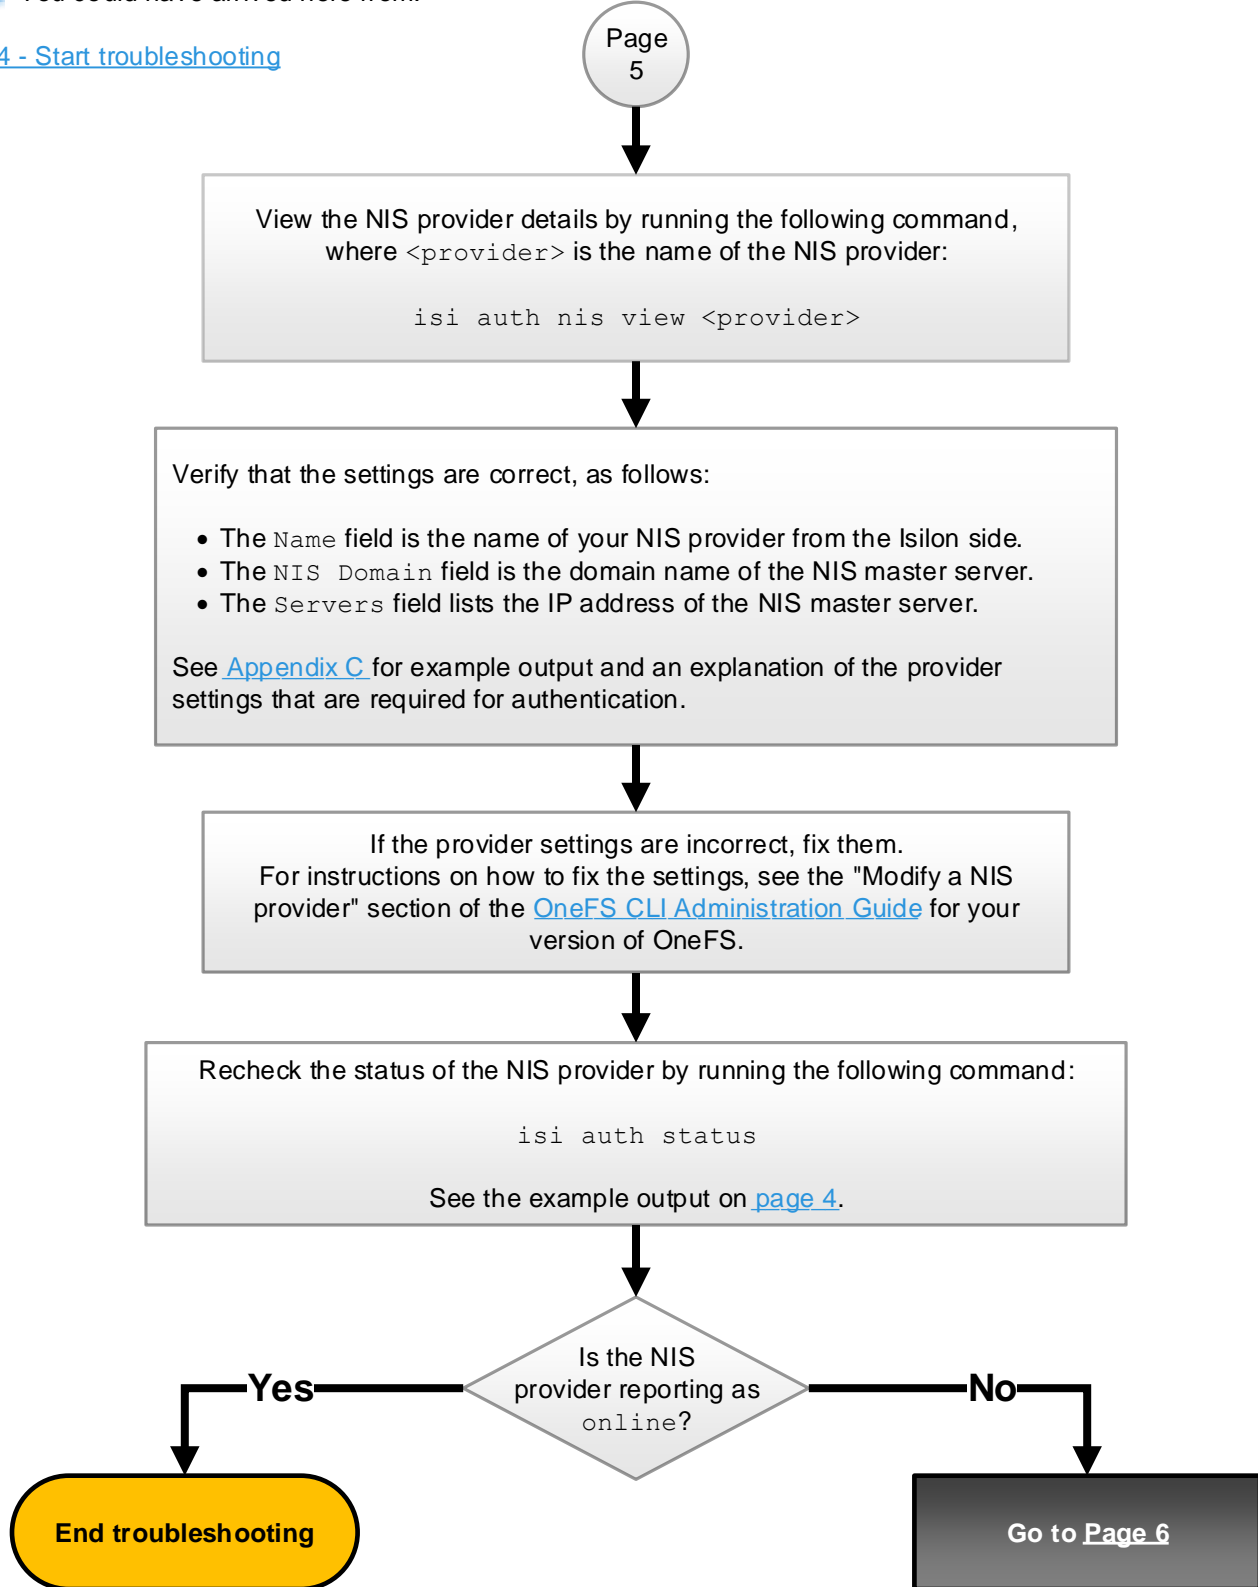 You could have arrived here from:
4 - Start troubleshooting
Page
5
View the NIS provider details by running the following command,
where <provider> is the name of the NIS provider:
isi auth nis view <provider>
Verify that the settings are correct, as follows:
• The Name field is the name of your NIS provider from the Isilon side.
• The NIS Domain field is the domain name of the NIS master server.
• The Servers field lists the IP address of the NIS master server.
See Appendix C for example output and an explanation of the provider
settings that are required for authentication.
If the provider settings are incorrect, fix them.
For instructions on how to fix the settings, see the "Modify a NIS
provider" section of the OneFS CLI Administration Guide for your
version of OneFS.
Recheck the status of the NIS provider by running the following command:
isi auth status
See the example output on page 4.
Is the NIS
provider reporting as
online?
Yes
No
End troubleshooting
Go to Page 6